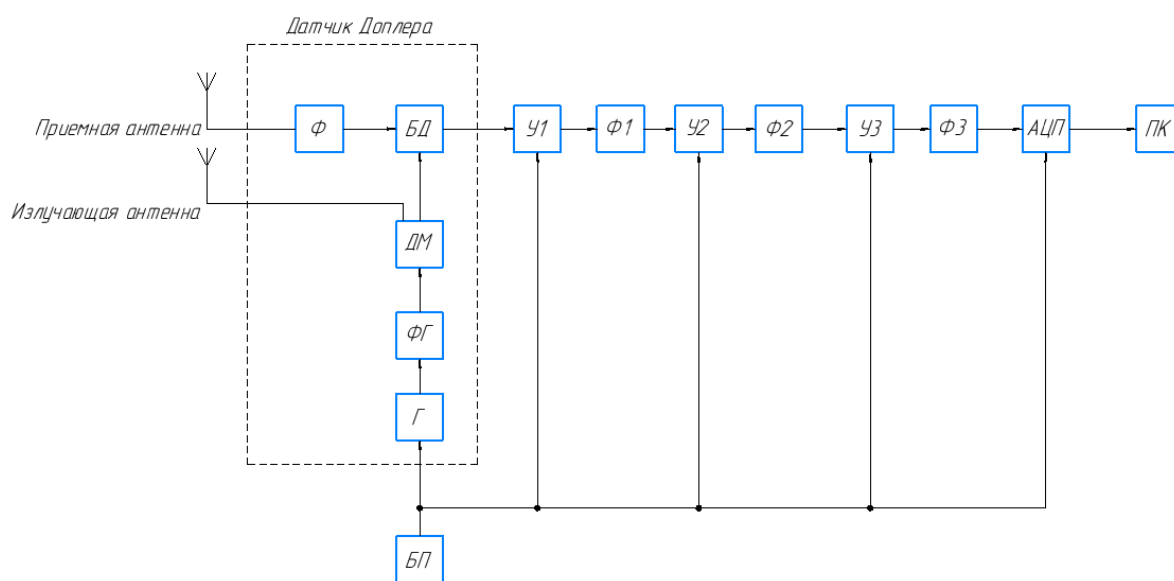 Датчик Доплера
Приемная антенна
Ф
БД
У1
Ф1
У2
Ф2
У3
Ф3
АЦП
ПК
Излучающая антенна
ДМ
ФГ
Г
БП